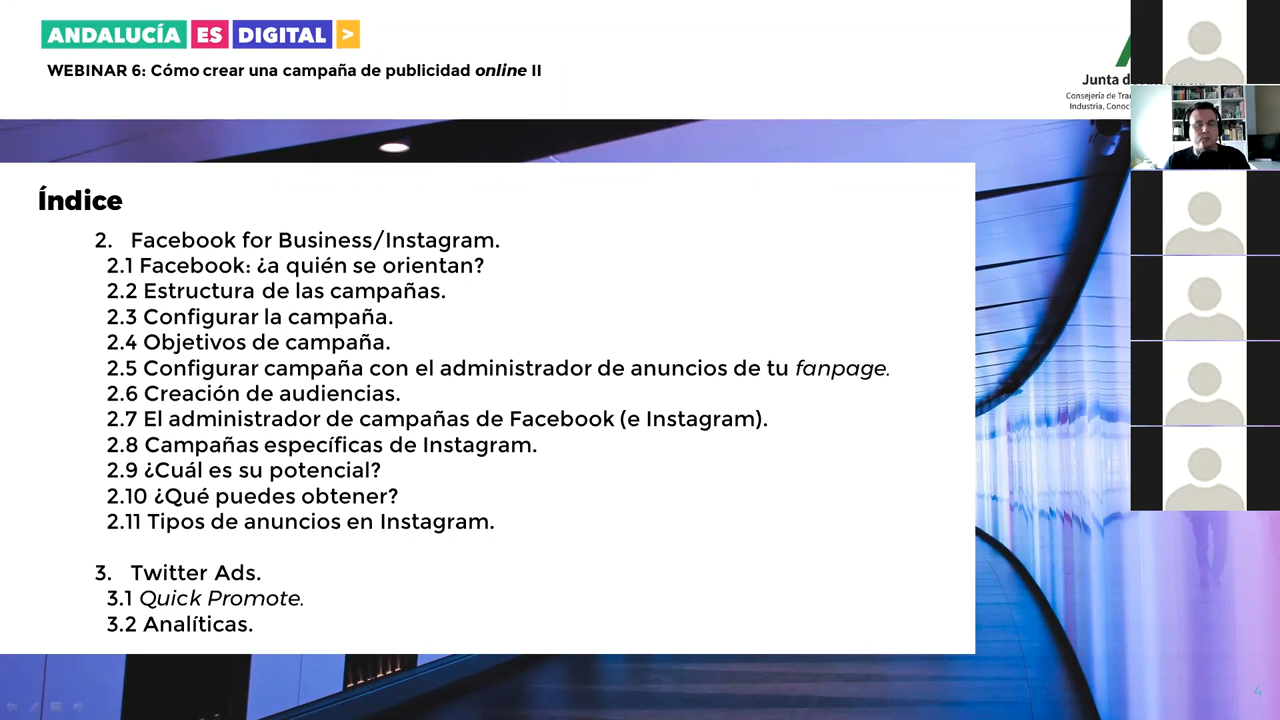 ANDALUCÍA ES DIGITAL >
WEBINAR 6: Cómo crear una campaña de publicidad online II
Junta d
Consejería de
Industria,
Índice
2. Facebook for Business/Instagram.
2.1 Facebook: ¿a quién se orientan?
2.2 Estructura de las campañas.
2.3 Configurar la campaña.
2.4 Objetivos de campaña.
2.5 Configurar campaña con el administrador de anuncios de tu fanpage.
2.6 Creación de audiencias.
2.7 El administrador de campañas de Facebook (e Instagram).
2.8 Campañas específicas de Instagram.
2.9 ¿Cuál es su potencial?
2.10 ¿Qué puedes obtener?
2.11 Tipos de anuncios en Instagram.
3. Twitter Ads.
3.1 Quick Promote.
3.2 Analíticas.
4